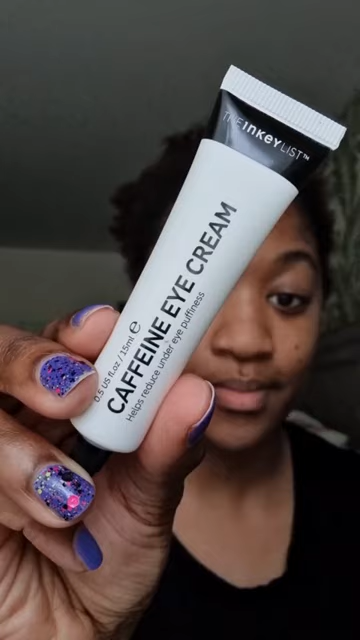 THE INKEY LIST™
CAFFEINE EYE CREAM
Helps reduce under eye puffiness
0.5 US fl.oz / 15ml ℮